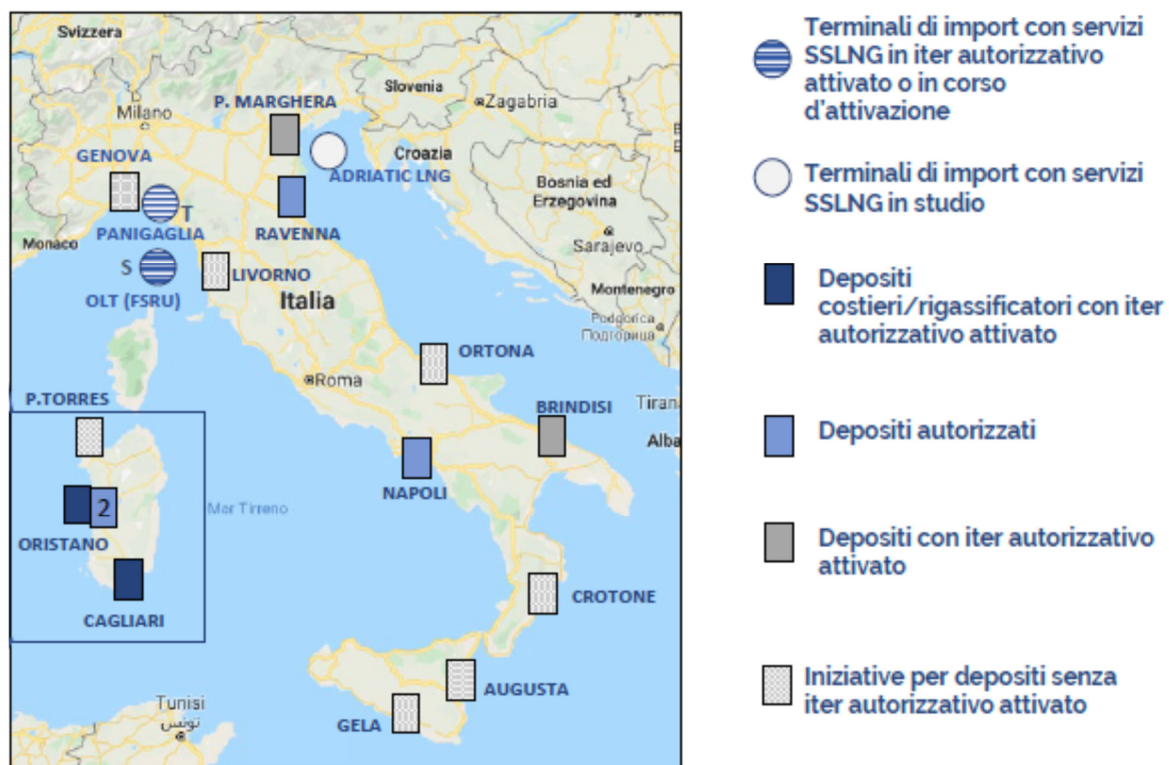 Svizzera
Slovenia
Zagabria
P. MARGHERA
Milano
GENOVA
Croazia
ADRIATIC LNG
Bosnia ed
Erzegovina
T
PANIGAGLIA
RAVENNA
Monaco
Sarajevo
S
LIVORNO
OLT (FSRU)
Italia
Montenegro
Podgorica
Подгорица
ORTONA
Roma
P.TORRES
BRINDISI
Tiran
Alba
NAPOLI
2
Mar Tirreno
ORISTANO
CROTONE
CAGLIARI
AUGUSTA
GELA
Tunisi
تونس
Terminali di import con servizi
SSLNG in iter autorizzativo
attivato o in corso
d'attivazione
Terminali di import con servizi
SSLNG in studio
Depositi
costieri/rigassificatori con iter
autorizzativo attivato
Depositi autorizzati
Depositi con iter autorizzativo
attivato
Iniziative per depositi senza
iter autorizzativo attivato